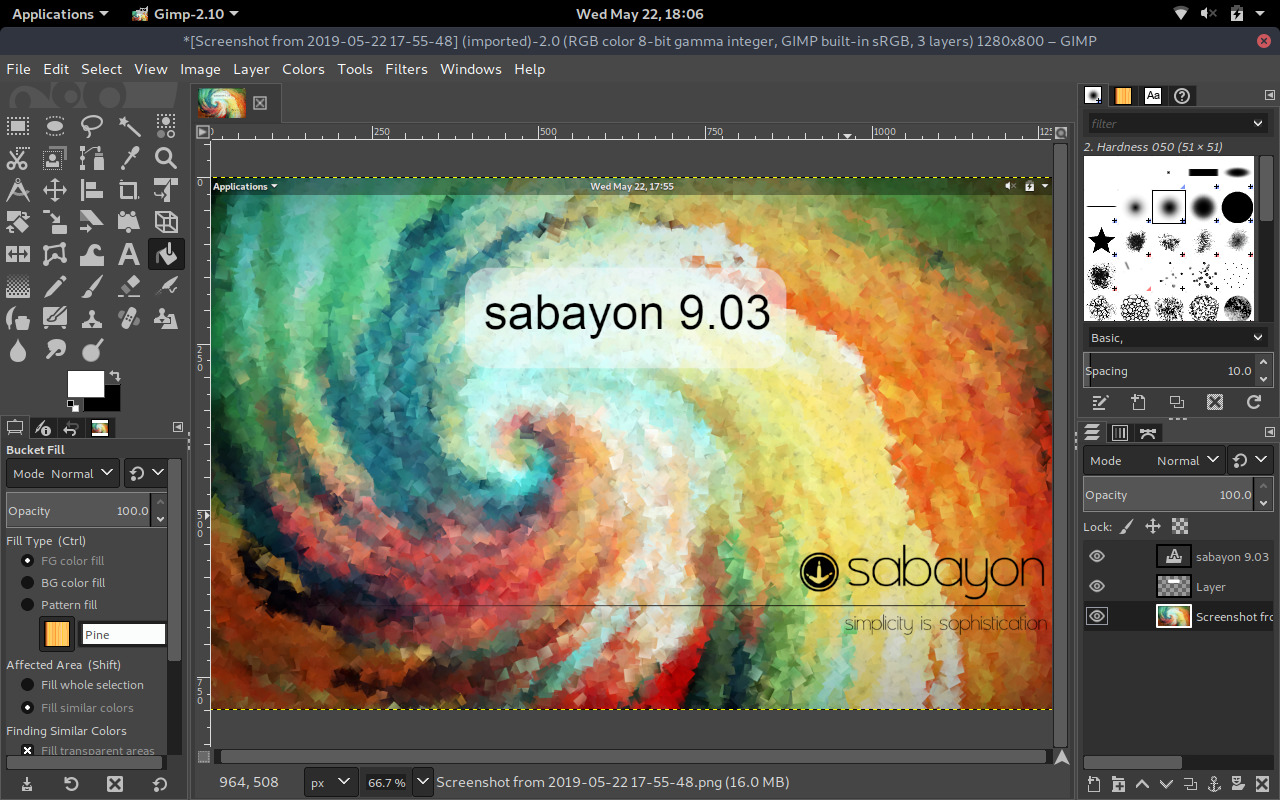 Applications Gimp-2.10 Wed May 22, 18:06
*[Screenshot from 2019-05-22 17-55-48] (imported)-2.0 (RGB color 8-bit gamma integer, GIMP built-in sRGB, 3 layers) 1280x800 – GIMP
File Edit Select View Image Layer Colors Tools Filters Windows Help
250 500 750 1000 125
filter
2. Hardness 050 (51 × 51)
0
Applications Wed May 22, 17:55
sabayon 9.03
250
Basic,
Spacing 10.0
Bucket Fill
Mode Normal
Opacity 100.0
Fill Type (Ctrl)
FG color fill
BG color fill
Pattern fill
Pine
Affected Area (Shift)
Fill whole selection
Fill similar colors
Finding Similar Colors
Fill transparent areas
500
750
sabayon
simplicity is sophistication
Mode Normal
Opacity 100.0
Lock:
sabayon 9.03
Layer
Screenshot fro
964, 508 px 66.7 % Screenshot from 2019-05-22 17-55-48.png (16.0 MB)